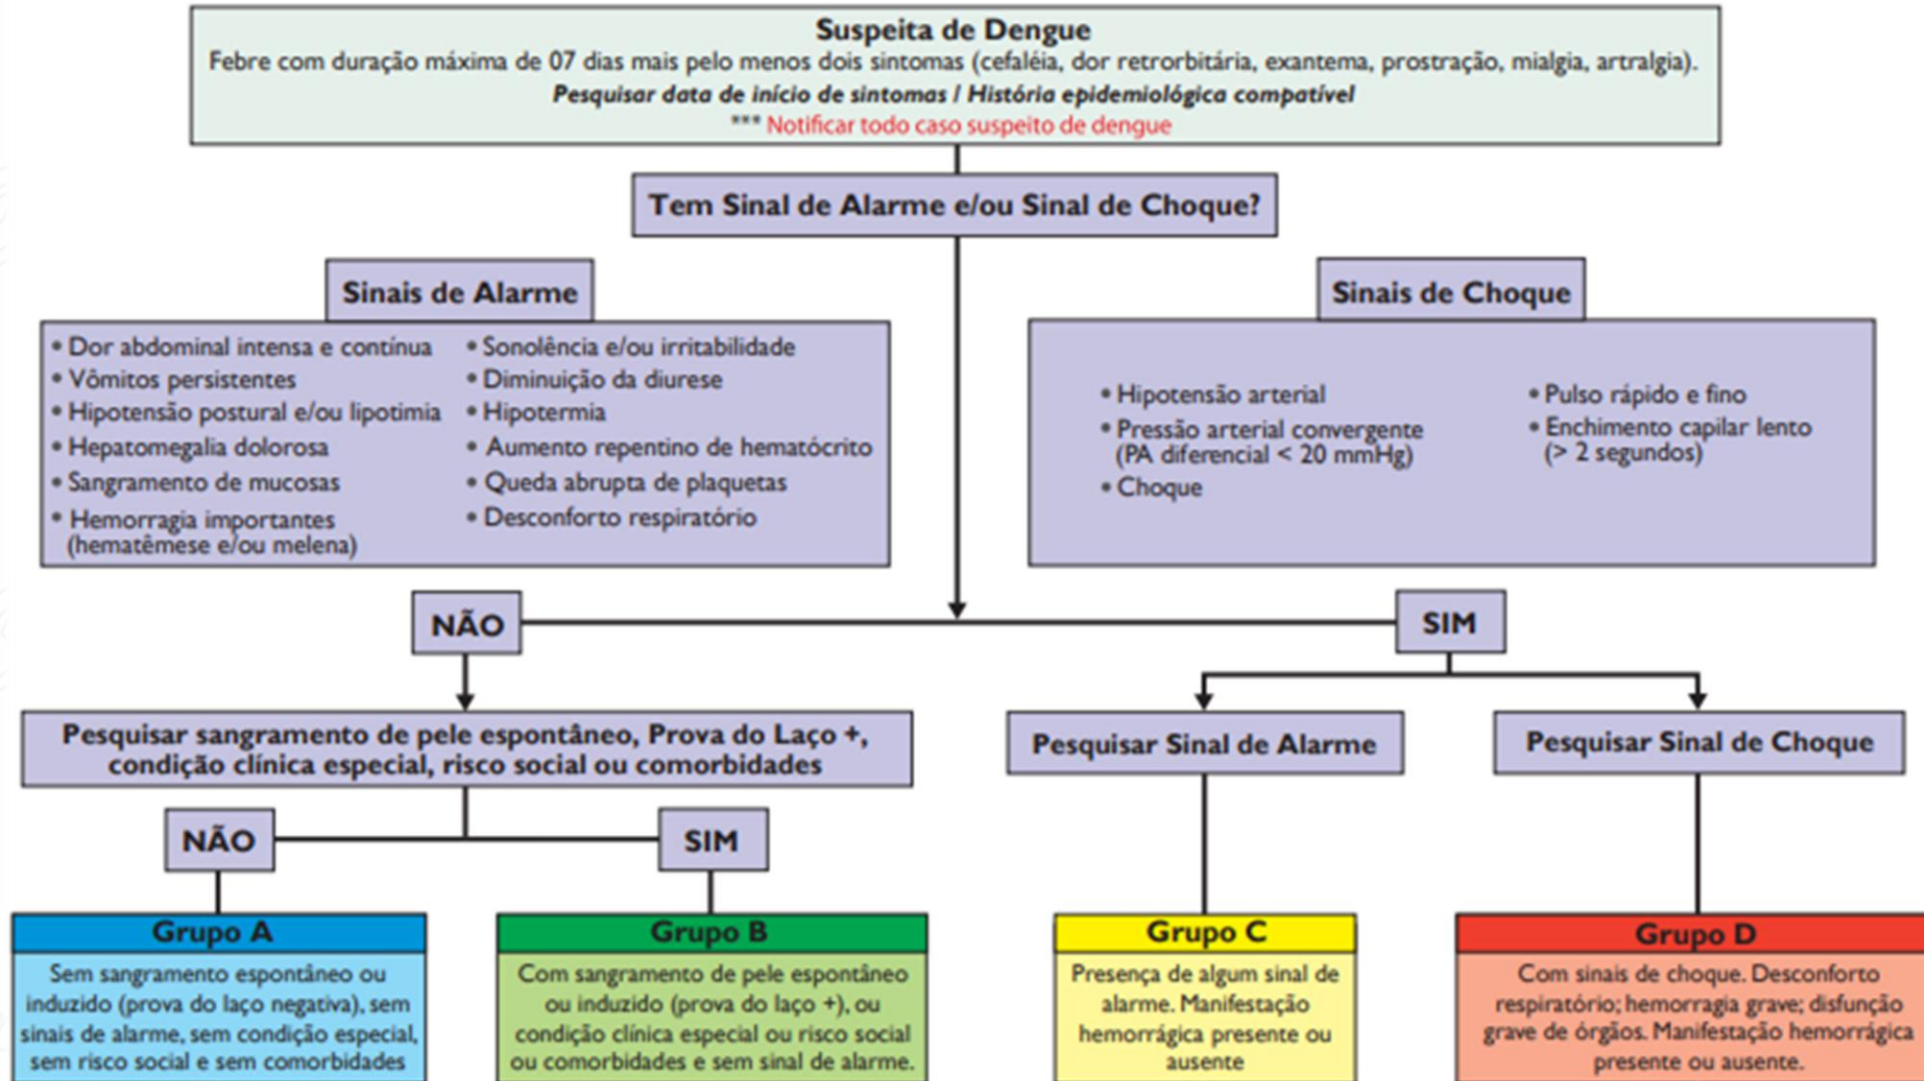 Suspeita de Dengue
Febre com duração máxima de 07 dias mais pelo menos dois sintomas (cefaléia, dor retrorbitária, exantema, prostração, mialgia, artralgia).
Pesquisar data de início de sintomas / História epidemiológica compatível
*** Notificar todo caso suspeito de dengue
Tem Sinal de Alarme e/ou Sinal de Choque?
Sinais de Alarme
• Dor abdominal intensa e contínua
• Vômitos persistentes
• Hipotensão postural e/ou lipotimia
• Hepatomegalia dolorosa
• Sangramento de mucosas
• Hemorragia importantes
(hematêmese e/ou melena)
• Sonolência e/ou irritabilidade
• Diminuição da diurese
• Hipotermia
• Aumento repentino de hematócrito
• Queda abrupta de plaquetas
• Desconforto respiratório
Sinais de Choque
• Hipotensão arterial
• Pressão arterial convergente
(PA diferencial < 20 mmHg)
• Choque
• Pulso rápido e fino
• Enchimento capilar lento
(> 2 segundos)
NÃO
SIM
Pesquisar sangramento de pele espontâneo, Prova do Laço +,
condição clínica especial, risco social ou comorbidades
Pesquisar Sinal de Alarme
Pesquisar Sinal de Choque
NÃO
SIM
Grupo A
Sem sangramento espontâneo ou
induzido (prova do laço negativa), sem
sinais de alarme, sem condição especial,
sem risco social e sem comorbidades
Grupo B
Com sangramento de pele espontâneo
ou induzido (prova do laço +), ou
condição clínica especial ou risco social
ou comorbidades e sem sinal de alarme.
Grupo C
Presença de algum sinal de
alarme. Manifestação
hemorrágica presente ou
ausente
Grupo D
Com sinais de choque. Desconforto
respiratório; hemorragia grave; disfunção
grave de órgãos. Manifestação hemorrágica
presente ou ausente.